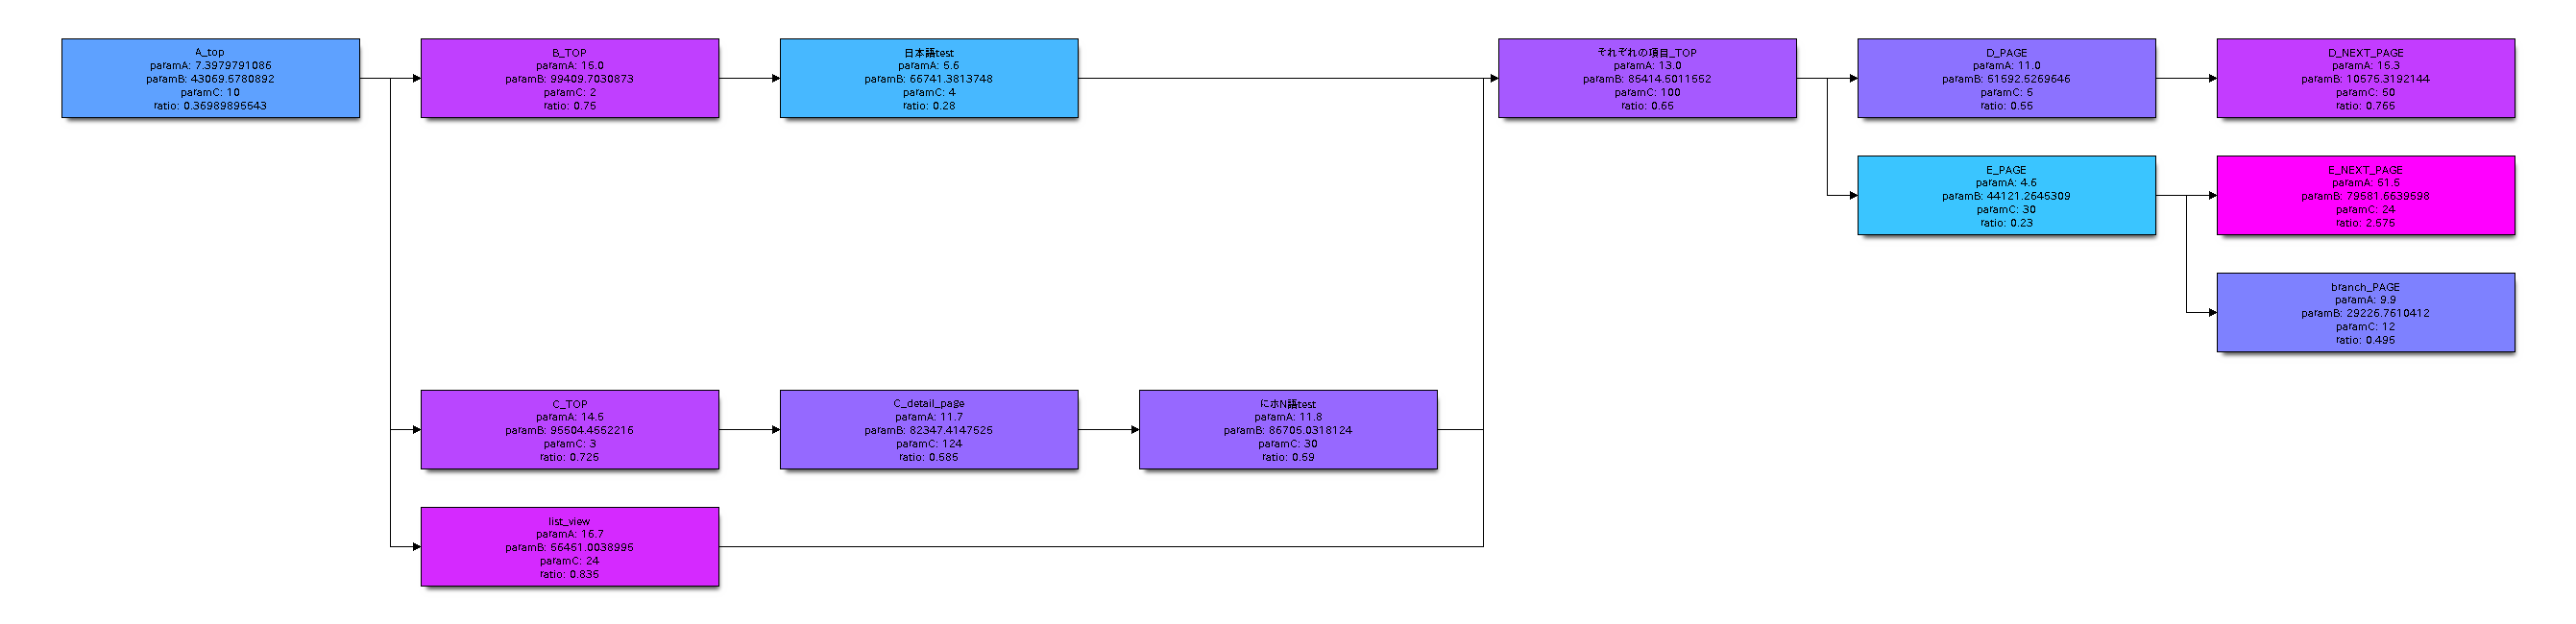 A_top
paramA: 7.3979791086
paramB: 43069.5780892
paramC: 10
ratio: 0.36989895543
B_TOP
paramA: 15.0
paramB: 99409.7030873
paramC: 2
ratio: 0.75
日本語test
paramA: 5.6
paramB: 66741.3813748
paramC: 4
ratio: 0.28
それぞれの項目_TOP
paramA: 13.0
paramB: 85414.5011552
paramC: 100
ratio: 0.65
D_PAGE
paramA: 11.0
paramB: 51592.5269646
paramC: 5
ratio: 0.55
D_NEXT_PAGE
paramA: 15.3
paramB: 10575.3192144
paramC: 50
ratio: 0.765
E_PAGE
paramA: 4.6
paramB: 44121.2645309
paramC: 30
ratio: 0.23
E_NEXT_PAGE
paramA: 51.5
paramB: 79581.6639598
paramC: 24
ratio: 2.575
branch_PAGE
paramA: 9.9
paramB: 29226.7610412
paramC: 12
ratio: 0.495
C_TOP
paramA: 14.5
paramB: 95504.4552216
paramC: 3
ratio: 0.725
C_detail_page
paramA: 11.7
paramB: 82347.4147525
paramC: 124
ratio: 0.585
にホN語test
paramA: 11.8
paramB: 86705.0318124
paramC: 30
ratio: 0.59
list_view
paramA: 16.7
paramB: 56451.0038995
paramC: 24
ratio: 0.835